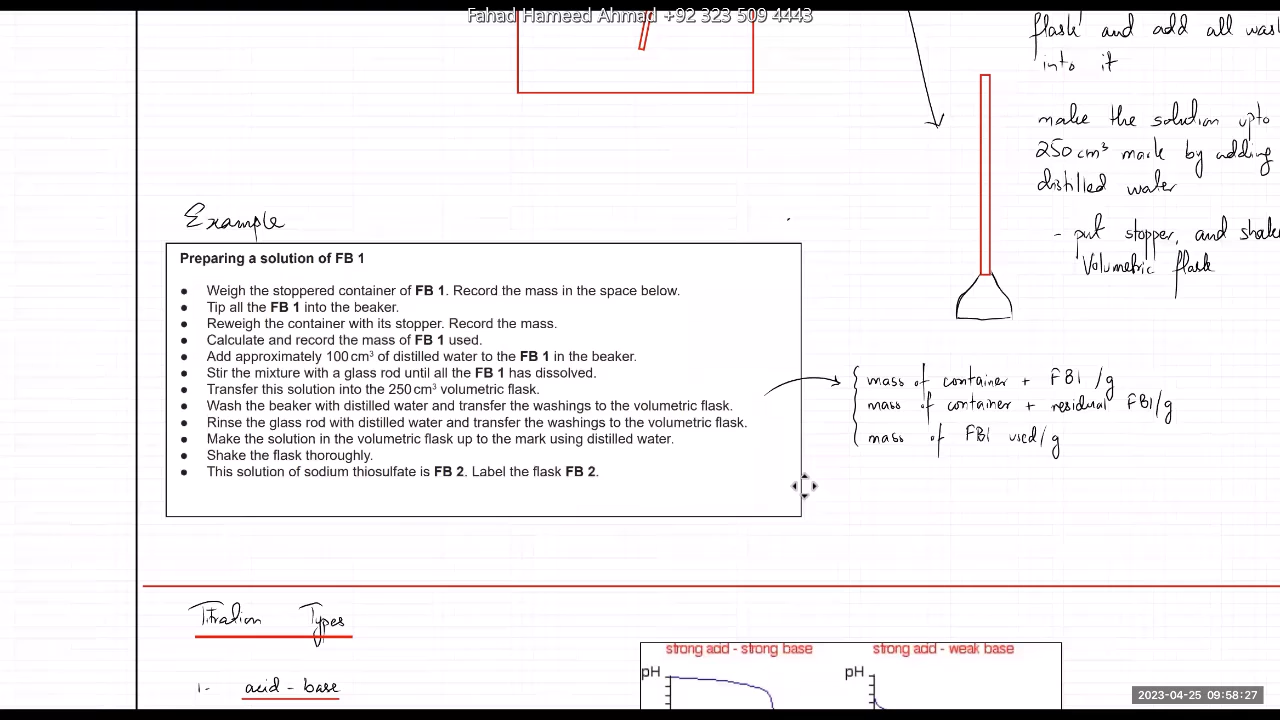 Fahad Hameed Ahmad +92 323 509 4443
flask and add all
into it
make the solution upto
250 cm³ mark by adding
distilled water
- put stopper, and
Volumetric flask
Example
Preparing a solution of FB 1
● Weigh the stoppered container of FB 1. Record the mass in the space below.
● Tip all the FB 1 into the beaker.
● Reweigh the container with its stopper. Record the mass.
● Calculate and record the mass of FB 1 used.
● Add approximately 100 cm³ of distilled water to the FB 1 in the beaker.
● Stir the mixture with a glass rod until all the FB 1 has dissolved.
● Transfer this solution into the 250 cm³ volumetric flask.
● Wash the beaker with distilled water and transfer the washings to the volumetric flask.
● Rinse the glass rod with distilled water and transfer the washings to the volumetric flask.
● Make the solution in the volumetric flask up to the mark using distilled water.
● Shake the flask thoroughly.
● This solution of sodium thiosulfate is FB 2. Label the flask FB 2.
mass of container + FB1 /g
mass of container + residual FB1/g
mass of FB1 used/g
Titration Types
1. acid - base
strong acid - strong base
strong acid - weak base
pH
pH
2023-04-25 09:58:27